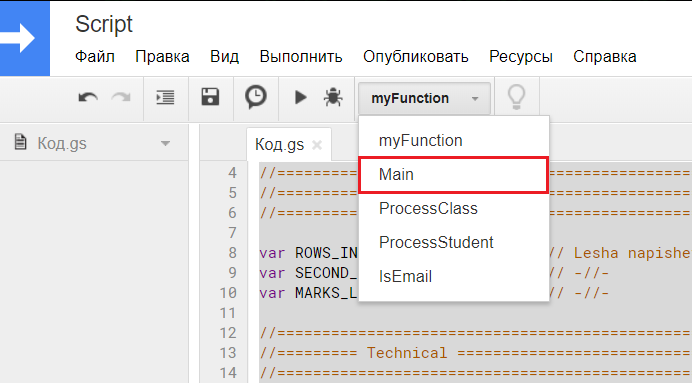 Script
Файл Правка Вид Выполнить Опубликовать Ресурсы Справка
myFunction
Код.gs
Код.gs ×
myFunction
Main
ProcessClass
ProcessStudent
IsEmail
4 //==================================
5 //==================================
6 //==================================
7
8 var ROWS_IN // Lesha napishe
9 var SECOND_ // -//-
10 var MARKS_L // -//-
11
12 //==================================
13 //========= Technical ==================
14 //==================================